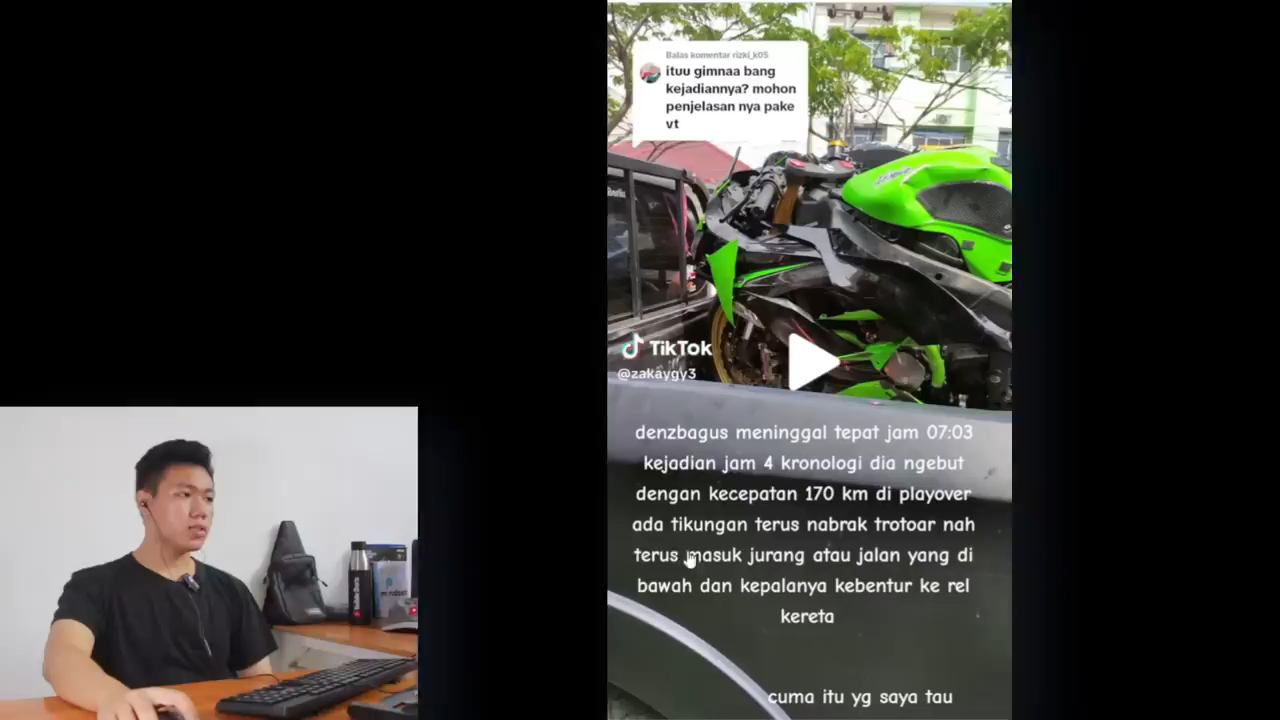 Balas komentar rizki_k05
ituu gimnaa bang
kejadiannya? mohon
penjelasan nya pake
vt
TikTok
@zakaygy3
denzbagus meninggal tepat jam 07:03
kejadian jam 4 kronologi dia ngebut
dengan kecepatan 170 km di playover
ada tikungan terus nabrak trotoar nah
terus masuk jurang atau jalan yang di
bawah dan kepalanya kebentur ke rel
kereta
cuma itu yg saya tau